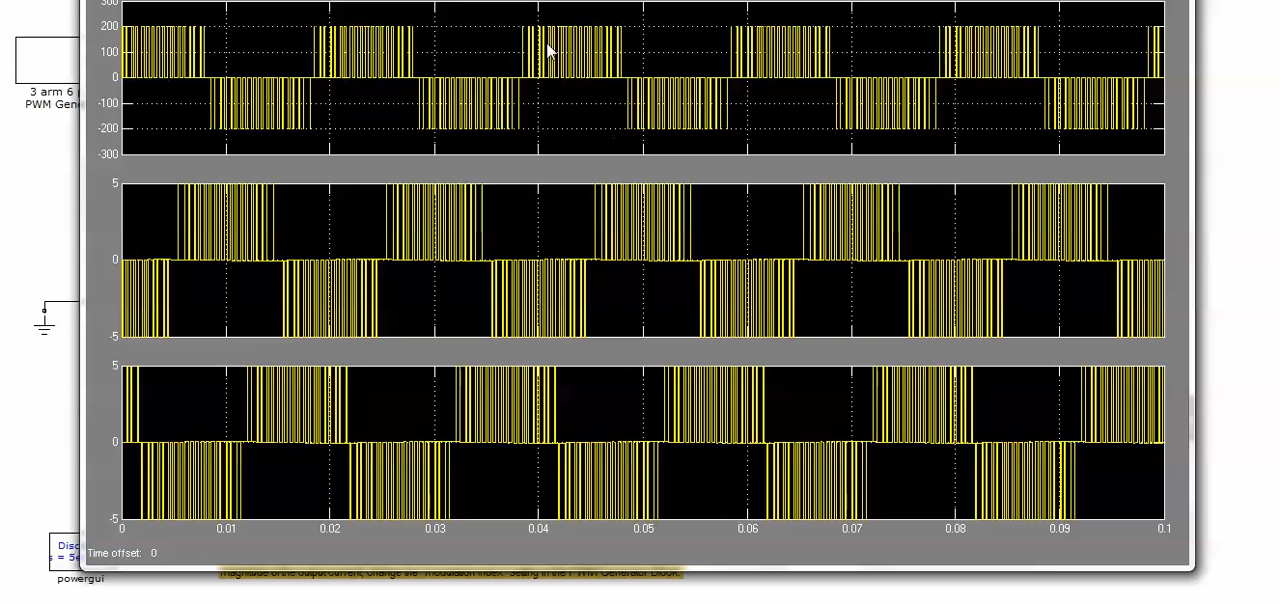 300
200
100
0
-100
-200
-300
3 arm 6
PWM Gene
5
0
-5
5
0
-5
0 0.01 0.02 0.03 0.04 0.05 0.06 0.07 0.08 0.09 0.1
Time offset: 0
Disc
s = 5e
powergui
magnitude of the output current, change the "Modulation Index" Setting in the PWM Generator Block.